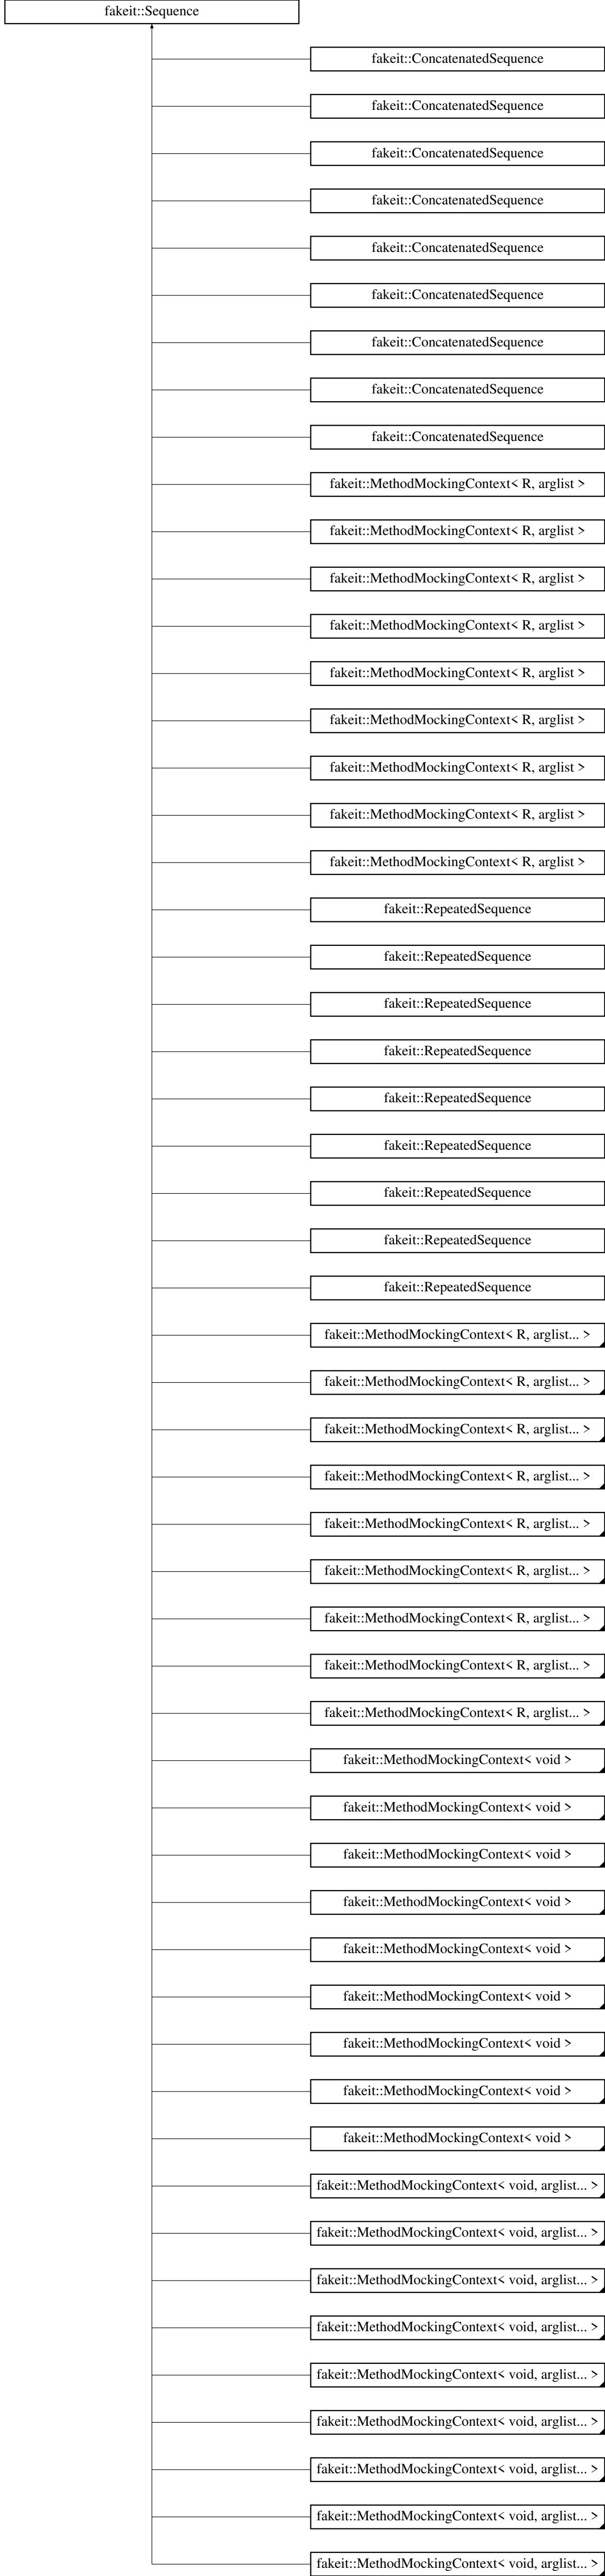 fakeit::Sequence
fakeit::ConcatenatedSequence
fakeit::ConcatenatedSequence
fakeit::ConcatenatedSequence
fakeit::ConcatenatedSequence
fakeit::ConcatenatedSequence
fakeit::ConcatenatedSequence
fakeit::ConcatenatedSequence
fakeit::ConcatenatedSequence
fakeit::ConcatenatedSequence
fakeit::MethodMockingContext< R, arglist >
fakeit::MethodMockingContext< R, arglist >
fakeit::MethodMockingContext< R, arglist >
fakeit::MethodMockingContext< R, arglist >
fakeit::MethodMockingContext< R, arglist >
fakeit::MethodMockingContext< R, arglist >
fakeit::MethodMockingContext< R, arglist >
fakeit::MethodMockingContext< R, arglist >
fakeit::MethodMockingContext< R, arglist >
fakeit::RepeatedSequence
fakeit::RepeatedSequence
fakeit::RepeatedSequence
fakeit::RepeatedSequence
fakeit::RepeatedSequence
fakeit::RepeatedSequence
fakeit::RepeatedSequence
fakeit::RepeatedSequence
fakeit::RepeatedSequence
fakeit::MethodMockingContext< R, arglist... >
fakeit::MethodMockingContext< R, arglist... >
fakeit::MethodMockingContext< R, arglist... >
fakeit::MethodMockingContext< R, arglist... >
fakeit::MethodMockingContext< R, arglist... >
fakeit::MethodMockingContext< R, arglist... >
fakeit::MethodMockingContext< R, arglist... >
fakeit::MethodMockingContext< R, arglist... >
fakeit::MethodMockingContext< R, arglist... >
fakeit::MethodMockingContext< void >
fakeit::MethodMockingContext< void >
fakeit::MethodMockingContext< void >
fakeit::MethodMockingContext< void >
fakeit::MethodMockingContext< void >
fakeit::MethodMockingContext< void >
fakeit::MethodMockingContext< void >
fakeit::MethodMockingContext< void >
fakeit::MethodMockingContext< void >
fakeit::MethodMockingContext< void, arglist... >
fakeit::MethodMockingContext< void, arglist... >
fakeit::MethodMockingContext< void, arglist... >
fakeit::MethodMockingContext< void, arglist... >
fakeit::MethodMockingContext< void, arglist... >
fakeit::MethodMockingContext< void, arglist... >
fakeit::MethodMockingContext< void, arglist... >
fakeit::MethodMockingContext< void, arglist... >
fakeit::MethodMockingContext< void, arglist... >